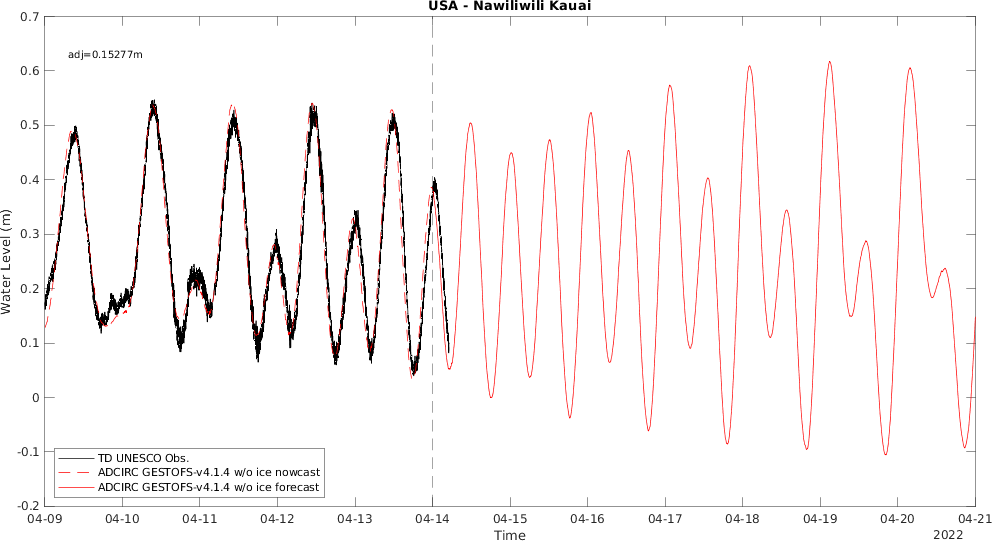 USA - Nawiliwili Kauai
adj=0.15277m
0.7
0.6
0.5
0.4
0.3
0.2
0.1
0
-0.1
-0.2
Water Level (m)
TD UNESCO Obs.
ADCIRC GESTOFS-v4.1.4 w/o ice nowcast
ADCIRC GESTOFS-v4.1.4 w/o ice forecast
04-09 04-10 04-11 04-12 04-13 04-14 04-15 04-16 04-17 04-18 04-19 04-20 04-21
Time
2022